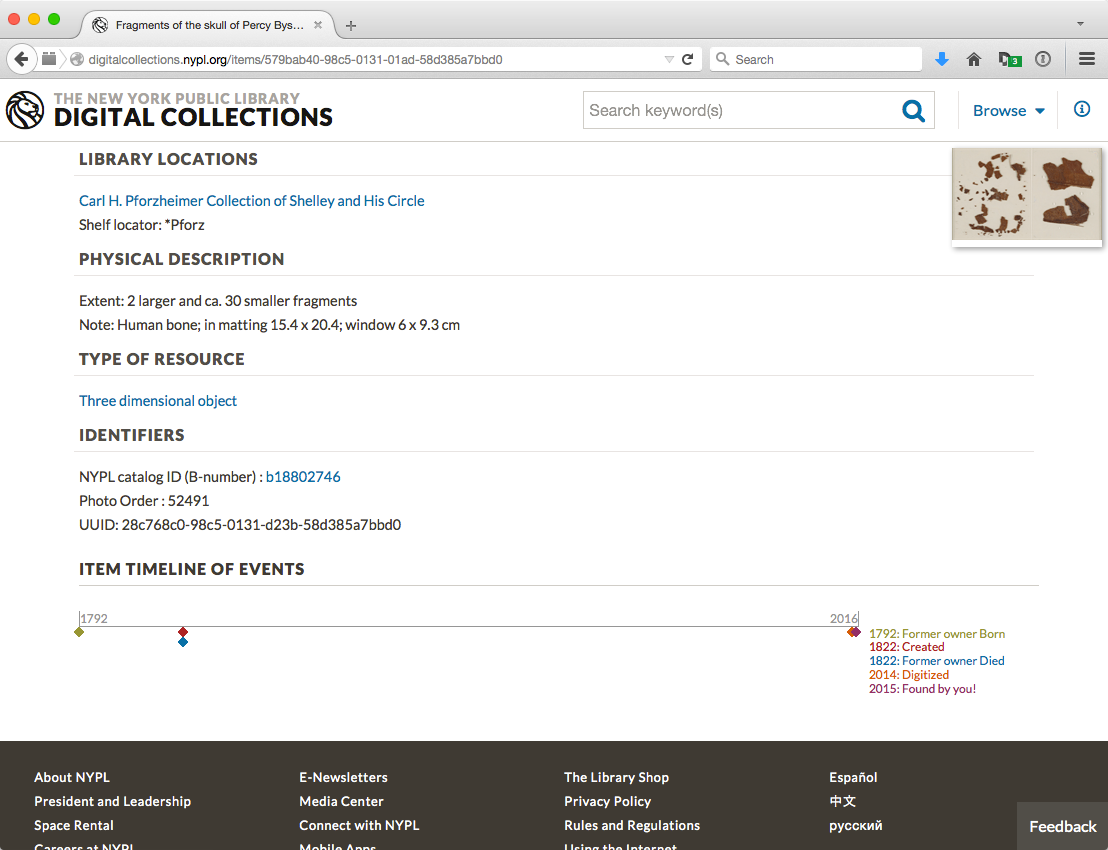 Fragments of the skull of Percy Bys...
digitalcollections.nypl.org/items/579bab40-98c5-0131-01ad-58d385a7bbd0
Search
3
THE NEW YORK PUBLIC LIBRARY
DIGITAL COLLECTIONS
Search keyword(s)
Browse
LIBRARY LOCATIONS
Carl H. Pforzheimer Collection of Shelley and His Circle
Shelf locator: *Pforz
PHYSICAL DESCRIPTION
Extent: 2 larger and ca. 30 smaller fragments
Note: Human bone; in matting 15.4 x 20.4; window 6 x 9.3 cm
TYPE OF RESOURCE
Three dimensional object
IDENTIFIERS
NYPL catalog ID (B-number) : b18802746
Photo Order : 52491
UUID: 28c768c0-98c5-0131-d23b-58d385a7bbd0
ITEM TIMELINE OF EVENTS
1792
2016
1792: Former owner Born
1822: Created
1822: Former owner Died
2014: Digitized
2015: Found by you!
About NYPL
President and Leadership
Space Rental
Careers at NYPL
E-Newsletters
Media Center
Connect with NYPL
Mobile Apps
The Library Shop
Privacy Policy
Rules and Regulations
Using the Internet
Español
中文
русский
Feedback